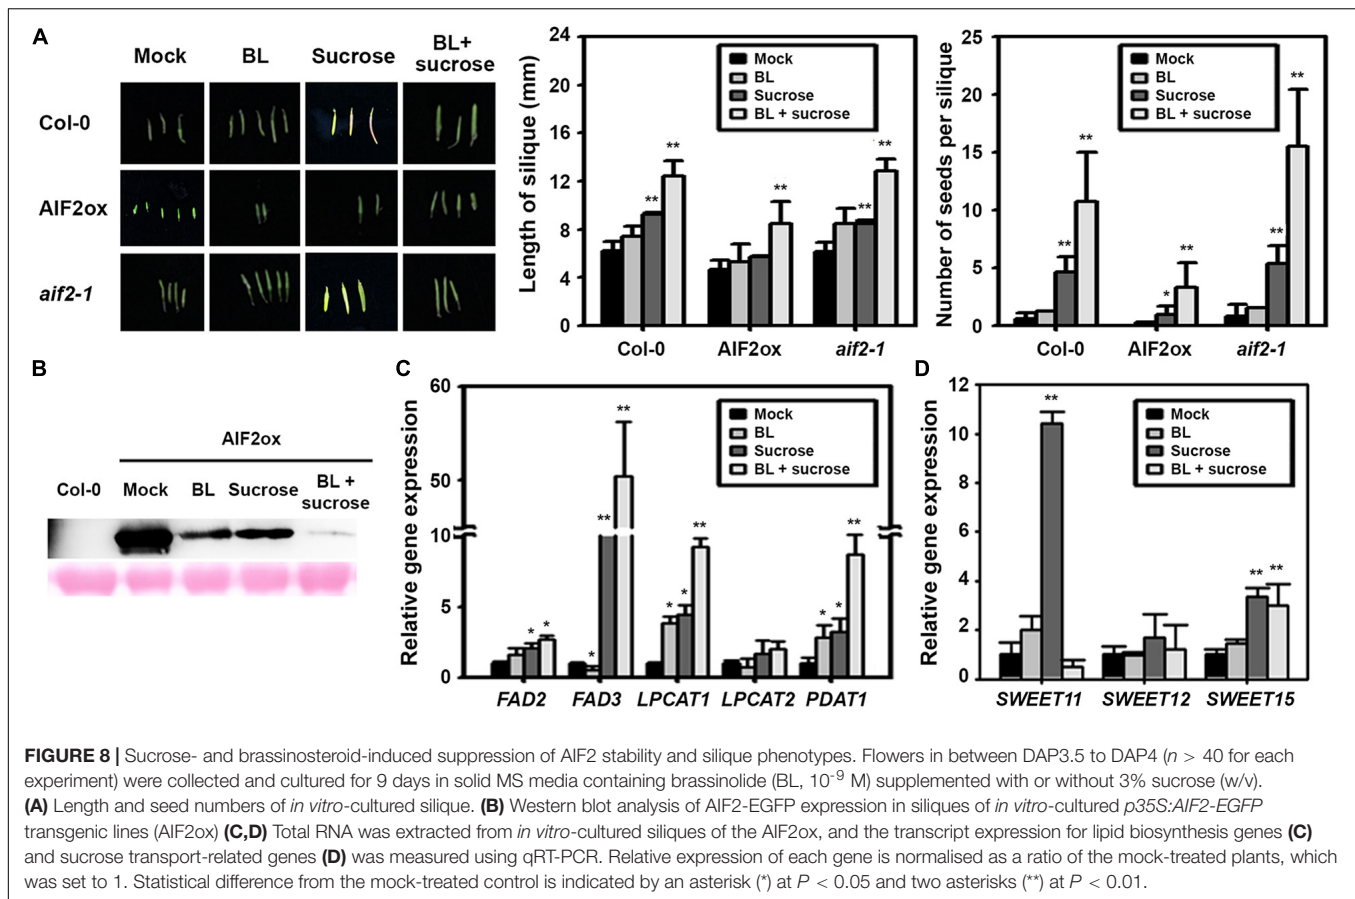 A
Mock
BL
Sucrose
BL+
sucrose
Col-0
AIF2ox
aif2-1
Length of silique (mm)
24
20
16
12
8
4
0
Mock
BL
Sucrose
BL + sucrose
**
**
**
**
**
Col-0
AIF2ox
aif2-1
Number of seeds per silique
25
20
15
10
5
0
Mock
BL
Sucrose
BL + sucrose
**
**
*
**
**
**
Col-0
AIF2ox
aif2-1
B
AIF2ox
Col-0
Mock
BL
Sucrose
BL +
sucrose
C
Relative gene expression
60
50
10
5
0
Mock
BL
Sucrose
BL + sucrose
*
*
*
**
**
*
*
**
*
*
**
FAD2
FAD3
LPCAT1
LPCAT2
PDAT1
D
Relative gene expression
12
10
8
6
4
2
0
Mock
BL
Sucrose
BL + sucrose
**
**
**
SWEET11
SWEET12
SWEET15
FIGURE 8 | Sucrose- and brassinosteroid-induced suppression of AIF2 stability and silique phenotypes. Flowers in between DAP3.5 to DAP4 (n > 40 for each
experiment) were collected and cultured for 9 days in solid MS media containing brassinolide (BL, 10-9 M) supplemented with or without 3% sucrose (w/v).
(A) Length and seed numbers of in vitro-cultured silique. (B) Western blot analysis of AIF2-EGFP expression in siliques of in vitro-cultured p35S:AIF2-EGFP
transgenic lines (AIF2ox) (C,D) Total RNA was extracted from in vitro-cultured siliques of the AIF2ox, and the transcript expression for lipid biosynthesis genes (C)
and sucrose transport-related genes (D) was measured using qRT-PCR. Relative expression of each gene is normalised as a ratio of the mock-treated plants, which
was set to 1. Statistical difference from the mock-treated control is indicated by an asterisk (*) at P < 0.05 and two asterisks (**) at P < 0.01.